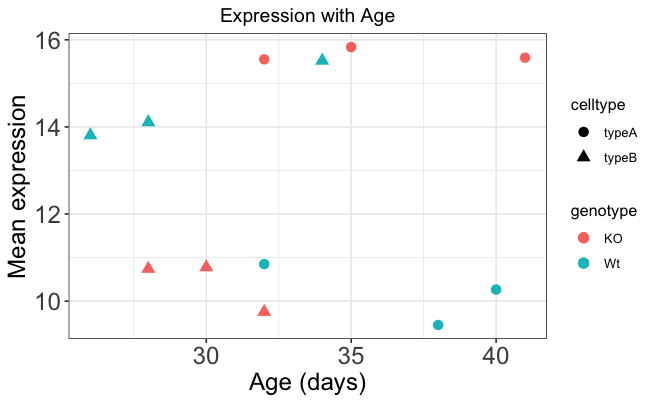 Expression with Age
Mean expression
16
14
12
10
30
35
40
Age (days)
celltype
typeA
typeB
genotype
KO
Wt